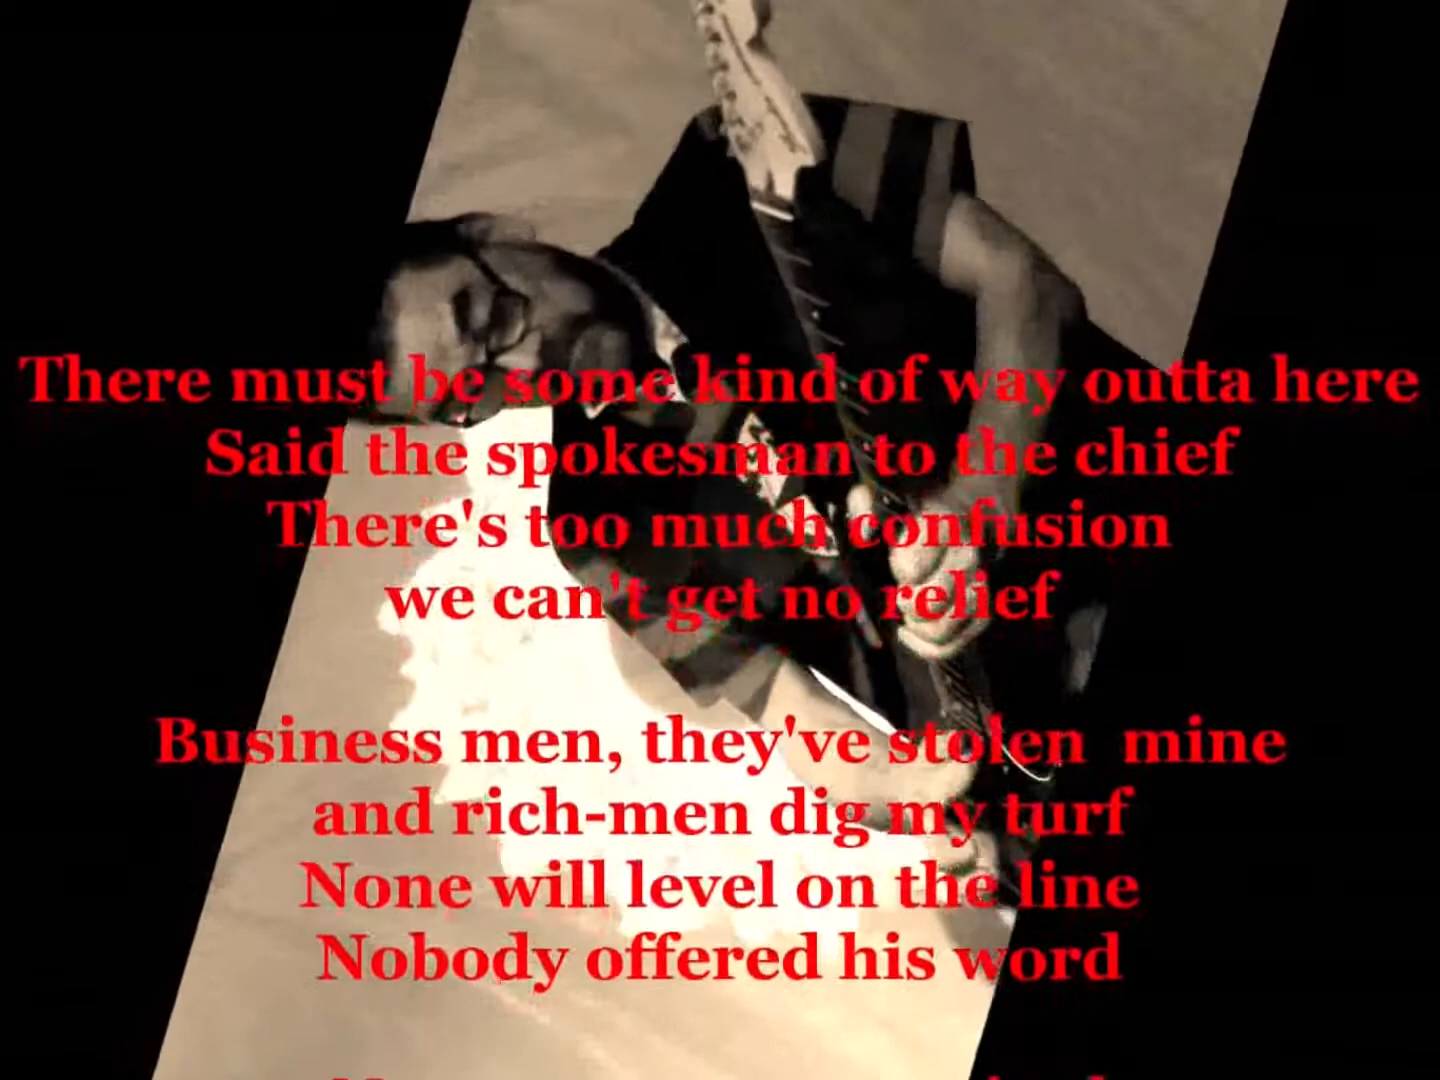 There must be some kind of way outta here
Said the spokesman to the chief
There's too much confusion
we can't get no relief
Business men, they've stolen  mine
and rich-men dig my turf
None will level on the line
Nobody offered his word